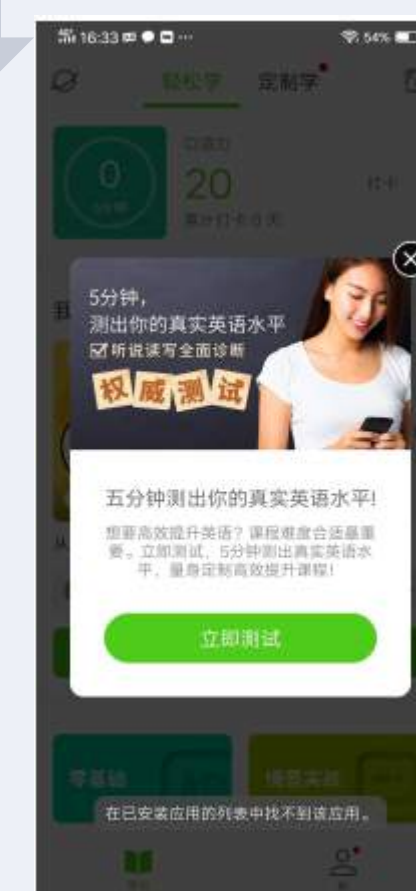 16:33
54%
轻松学 定制学
口语力
0
20
累计打卡 0 天
打卡
5分钟，
测出你的真实英语水平
听说读写全面诊断
权威测试
五分钟测出你的真实英语水平!
想要高效提升英语? 课程难度合适最重
要。立即测试，5分钟测出真实英语水
平，量身定制高效提升课程!
立即测试
零基础
在已安装应用的列表中找不到该应用。